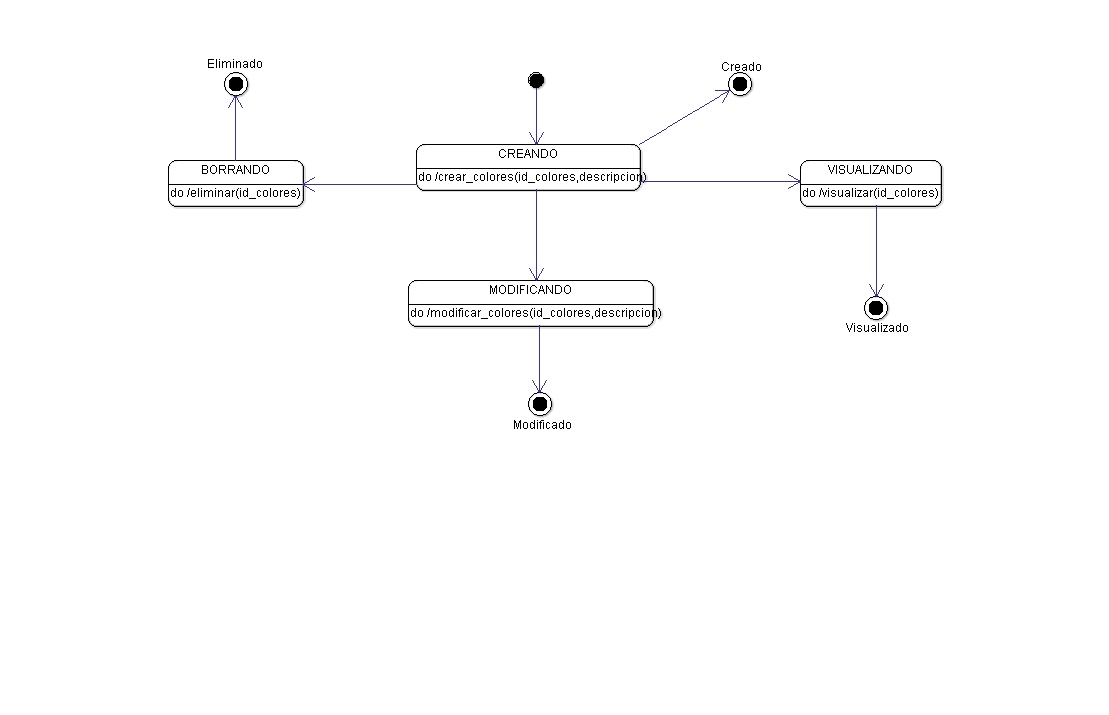 Eliminado
Creado
CREANDO
do /crear_colores(id_colores,descripcion)
BORRANDO
do /eliminar(id_colores)
VISUALIZANDO
do /visualizar(id_colores)
MODIFICANDO
do /modificar_colores(id_colores,descripcion)
Visualizado
Modificado